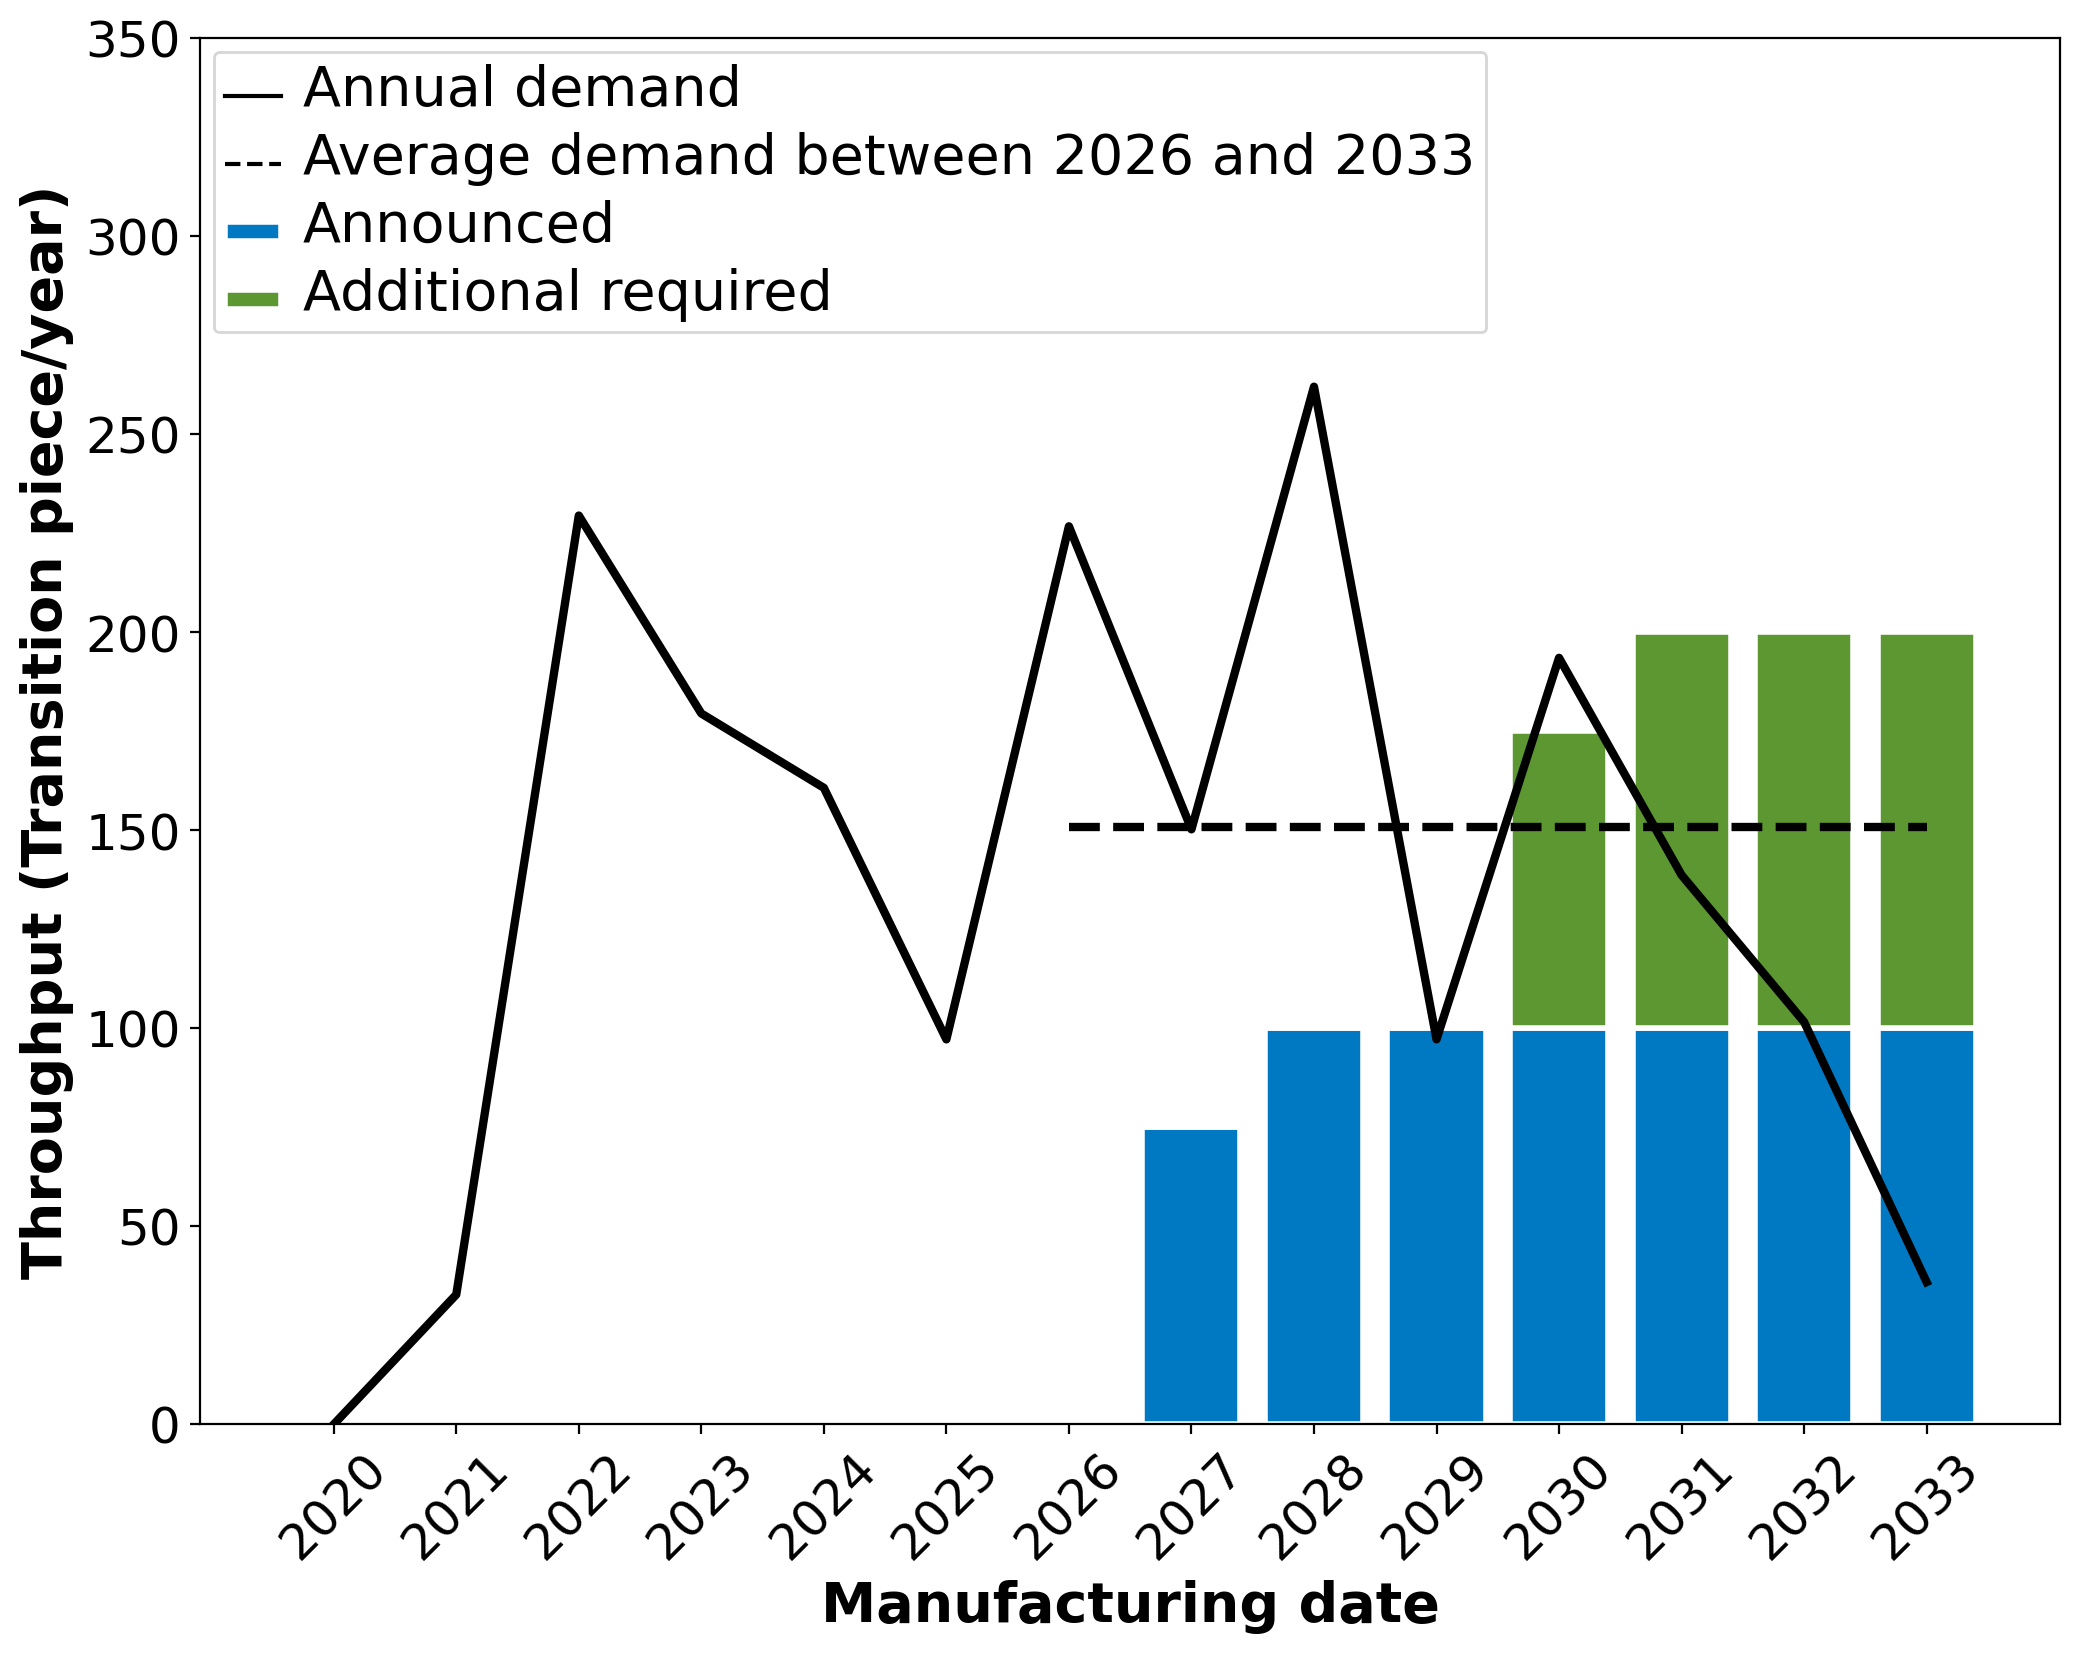 Annual demand
Average demand between 2026 and 2033
Announced
Additional required
Throughput (Transition piece/year)
350
300
250
200
150
100
50
0
2020 2021 2022 2023 2024 2025 2026 2027 2028 2029 2030 2031 2032 2033
Manufacturing date